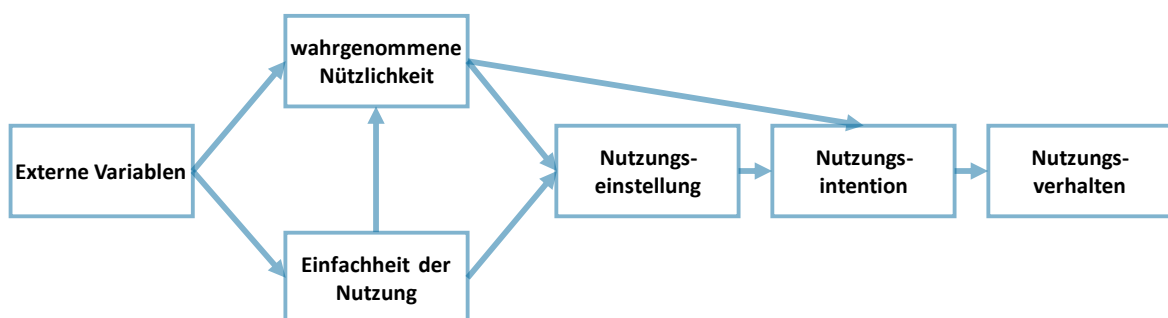 wahrgenommene
Nützlichkeit
Externe Variablen
Nutzungs-
einstellung
Nutzungs-
intention
Nutzungs-
verhalten
Einfachheit der
Nutzung